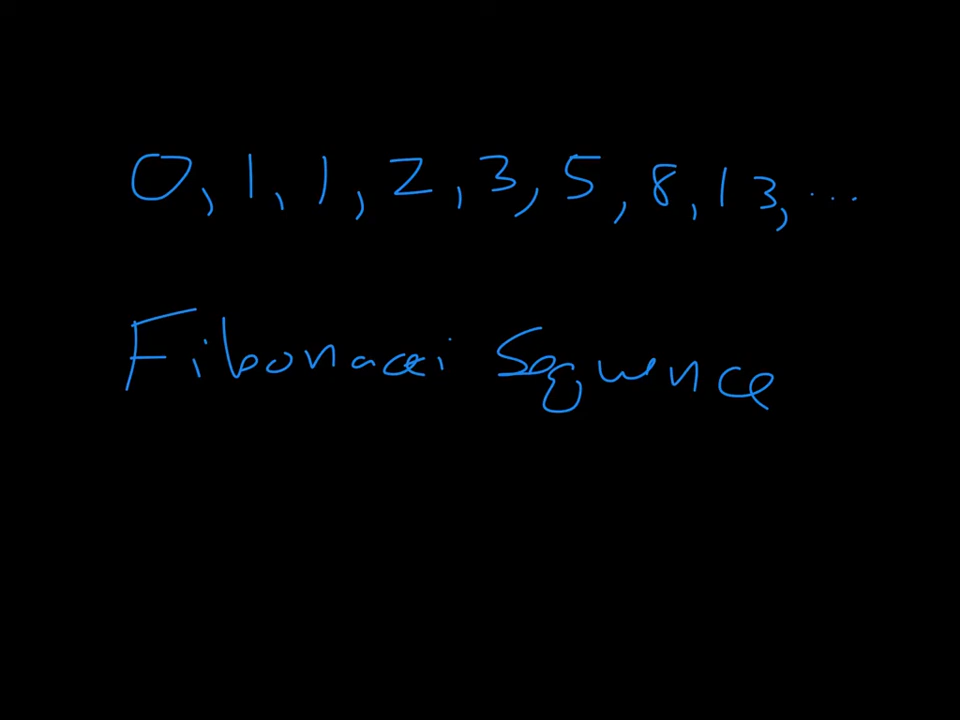 0, 1, 1, 2, 3, 5, 8, 13, ...
Fibonacci Sequence